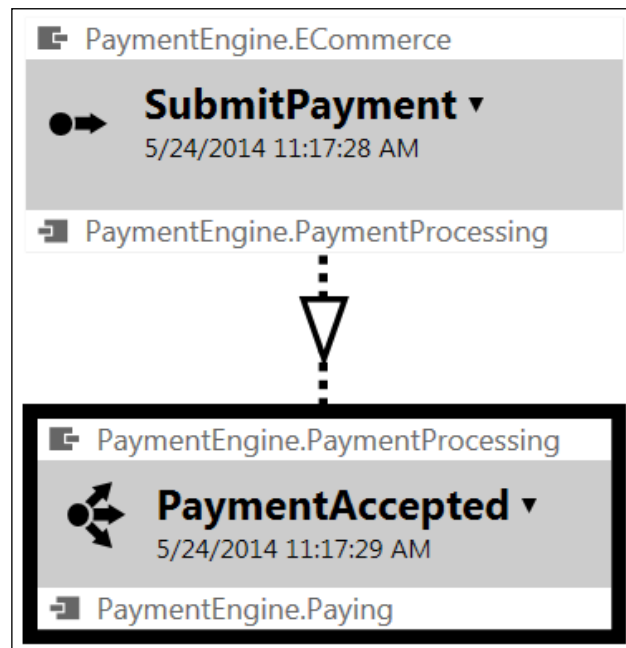 PaymentEngine.ECommerce
SubmitPayment
5/24/2014 11:17:28 AM
PaymentEngine.PaymentProcessing
PaymentEngine.PaymentProcessing
PaymentAccepted
5/24/2014 11:17:29 AM
PaymentEngine.Paying